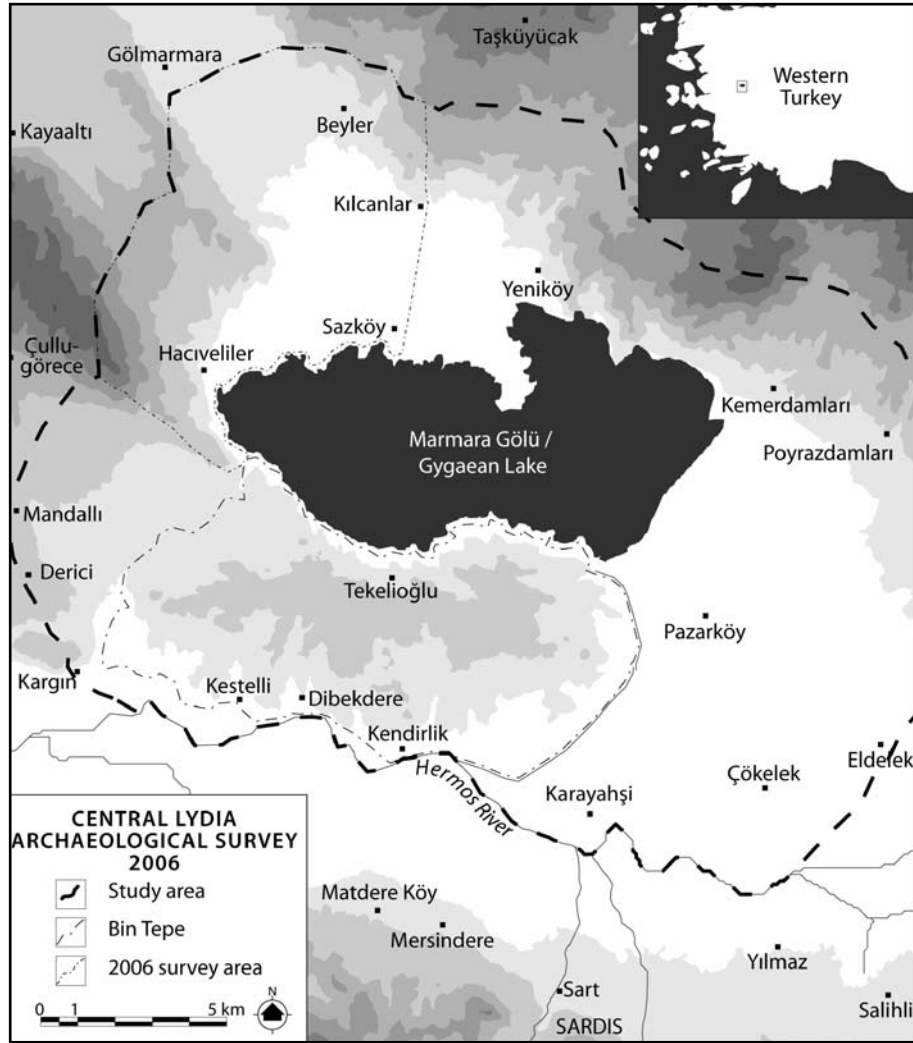 Taşküyücak
Gölmarmara
Western
Turkey
Beyler
Kayaaltı
Kılcanlar
Yeniköy
Sazköy
Çullu-
görece
Hacıveliler
Kemerdamları
Marmara Gölü /
Gygaean Lake
Poyrazdamları
Mandallı
Derici
Tekelioğlu
Pazarköy
Kargın
Kestelli
Dibekdere
Kendirlik
Eldelek
Hermos River
Çökelek
Karayahşi
CENTRAL LYDIA
ARCHAEOLOGICAL SURVEY
2006
Study area
Bin Tepe
2006 survey area
0 1 5 km
N
Matdere Köy
Mersindere
Yılmaz
Sart
SARDIS
Salihli